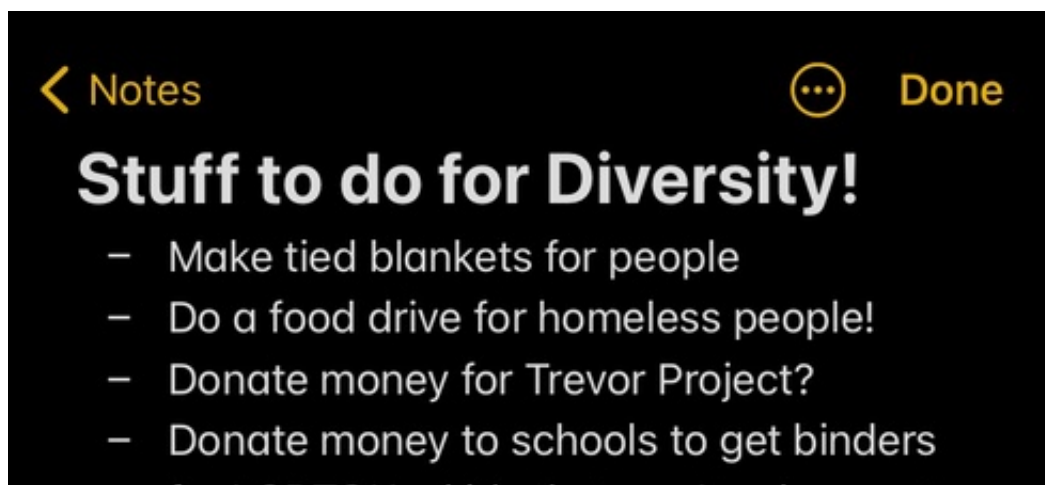 Notes Done
Stuff to do for Diversity!
– Make tied blankets for people
– Do a food drive for homeless people!
– Donate money for Trevor Project?
– Donate money to schools to get binders